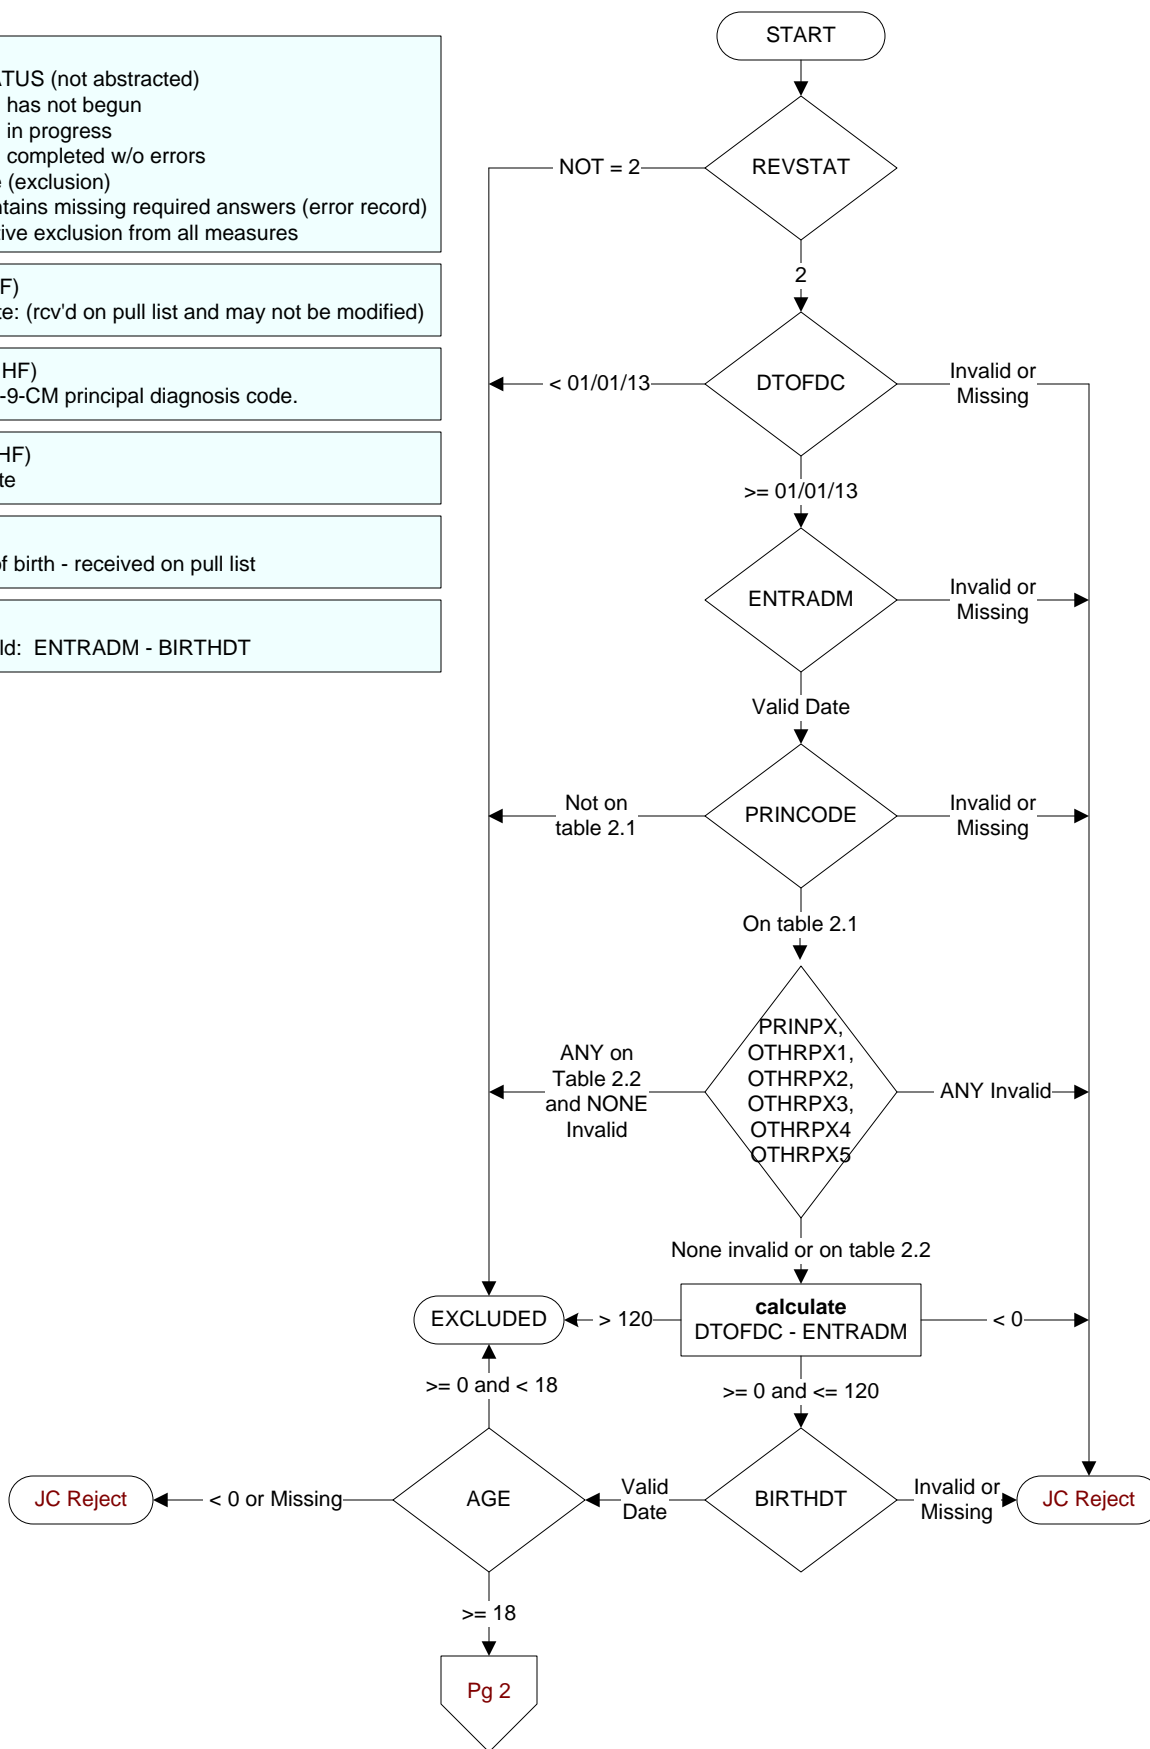 START
ATUS (not abstracted)
has not begun
in progress
completed w/o errors
(exclusion)
missing required answers (error record)
exclusion from all measures
REVSTAT
NOT = 2
2
F)
(rcv'd on pull list and may not be modified)
HF)
-9-CM principal diagnosis code.
HF)
of birth - received on pull list
ENTRADM - BIRTHDT
DTOFDC
< 01/01/13
Invalid or
Missing
>= 01/01/13
ENTRADM
Invalid or
Missing
Valid Date
PRINCODE
Not on
table 2.1
Invalid or
Missing
On table 2.1
PRINPX,
OTHRPX1,
OTHRPX2,
OTHRPX3,
OTHRPX4
OTHRPX5
ANY on
Table 2.2
and NONE
Invalid
ANY Invalid
None invalid or on table 2.2
calculate
DTOFDC - ENTRADM
> 120
< 0
EXCLUDED
>= 0 and < 18
>= 0 and <= 120
BIRTHDT
Invalid or
Missing
JC Reject
Valid
Date
AGE
< 0 or Missing
JC Reject
>= 18
Pg 2